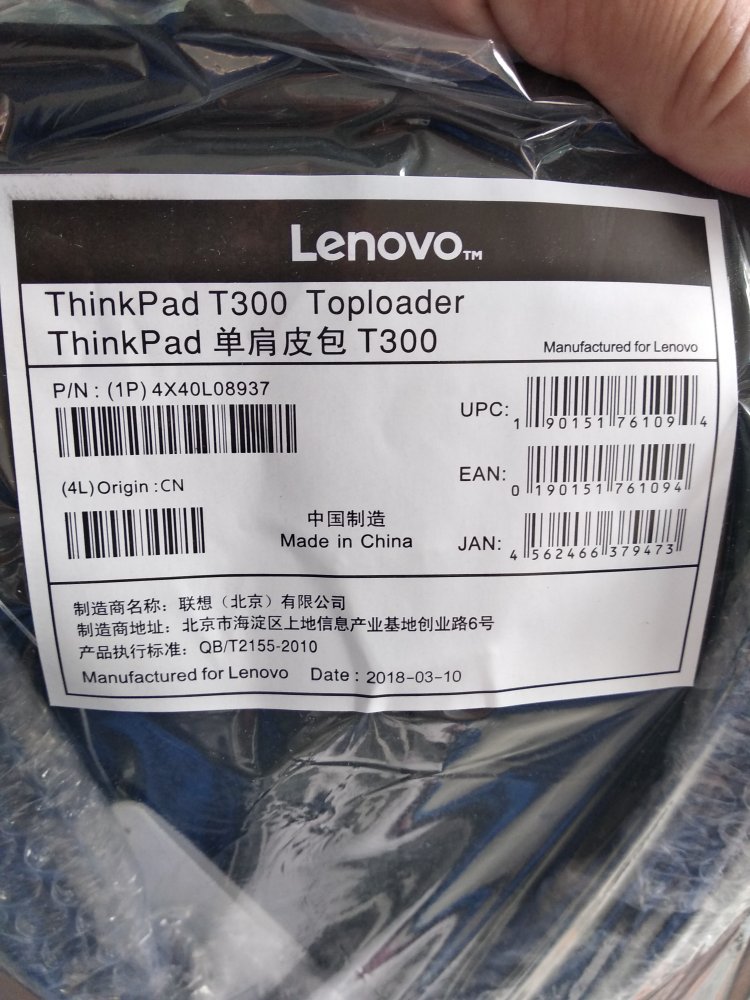 Lenovo™
ThinkPad T300 Toploader
ThinkPad 单肩皮包 T300
Manufactured for Lenovo
P/N : (1P) 4X40L08937
UPC: 1 90151 76109 4
(4L) Origin : CN
EAN: 0 190151 761094
中国制造
Made in China
JAN: 4 562466 379473
制造商名称：联想（北京）有限公司
制造商地址：北京市海淀区上地信息产业基地创业路6号
产品执行标准：QB/T2155-2010
Manufactured for Lenovo Date : 2018-03-10